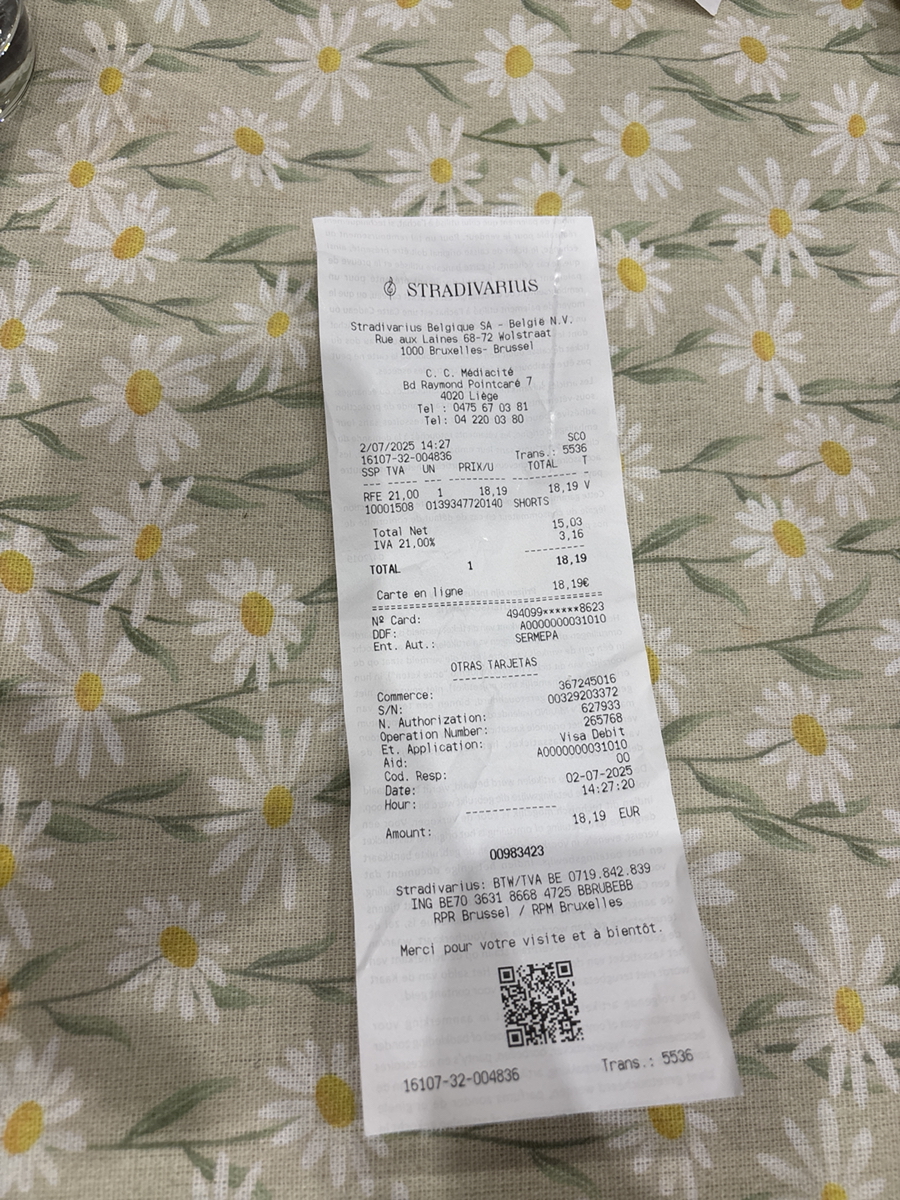 STRADIVARIUS
Stradivarius Belgique SA - België N.V.
Rue aux Laines 68-72 Wolstraat
1000 Bruxelles- Brussel
C. C. Médiacité
Bd Raymond Pointcaré 7
4020 Liège
Tel : 0475 67 03 81
Tel: 04 220 03 80
2/07/2025 14:27 SCO
16107-32-004836 Trans.: 5536
SSP TVA UN PRIX/U TOTAL T
--- ----- --- -------- ----------- -
RFE 21,00 1 18,19 18,19 V
10001508 0139347720140 SHORTS
Total Net 15,03
IVA 21,00% 3,16
----------
TOTAL 1 18,19
Carte en ligne 18,19€
========================================
Nº Card: 494099******8623
DDF: A0000000031010
Ent. Aut.: SERMEPA
OTRAS TARJETAS
--------------
Commerce: 367245016
S/N: 00329203372
N. Authorization: 627933
Operation Number: 265768
Et. Application: Visa Debit
Aid: A0000000031010
Cod. Resp: 00
Date: 02-07-2025
Hour: 14:27:20
--------------
Amount: 18,19 EUR
00983423
Stradivarius: BTW/TVA BE 0719.842.839
ING BE70 3631 8668 4725 BBRUBEBB
RPR Brussel / RPM Bruxelles
Merci pour votre visite et à bientôt.
16107-32-004836 Trans.: 5536